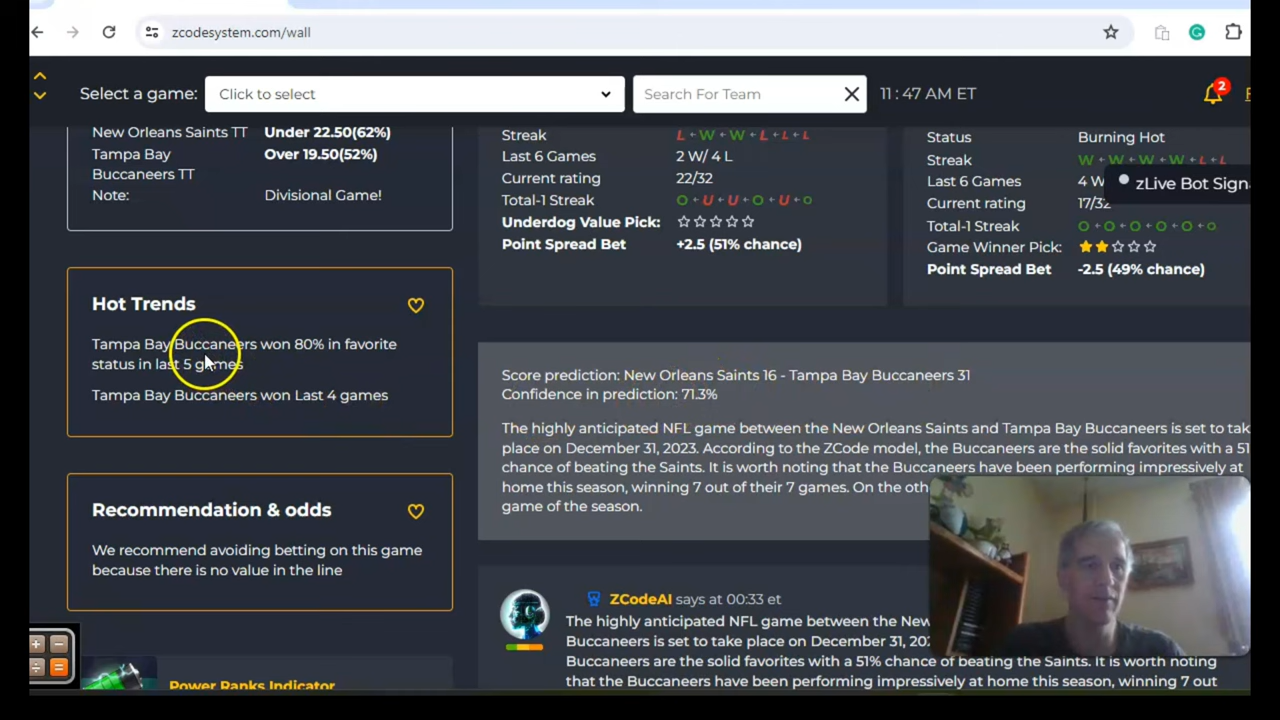 zcodesystem.com/wall
Select a game:
Click to select
Search For Team
11 : 47 AM ET
2
New Orleans Saints TT Under 22.50(62%)
Tampa Bay Over 19.50(52%)
Buccaneers TT
Note: Divisional Game!
Hot Trends
Tampa Bay Buccaneers won 80% in favorite
status in last 5 games
Tampa Bay Buccaneers won Last 4 games
Recommendation & odds
We recommend avoiding betting on this game
because there is no value in the line
Power Ranks Indicator
Streak L W W L L L
Last 6 Games 2 W/ 4 L
Current rating 22/32
Total-1 Streak O U U O U O
Underdog Value Pick:
Point Spread Bet +2.5 (51% chance)
Status Burning Hot
Streak W W W W L L
Last 6 Games 4 W
Current rating 17/32
Total-1 Streak O O O O O O
Game Winner Pick:
Point Spread Bet -2.5 (49% chance)
zLive Bot Sign
Score prediction: New Orleans Saints 16 - Tampa Bay Buccaneers 31
Confidence in prediction: 71.3%
The highly anticipated NFL game between the New Orleans Saints and Tampa Bay Buccaneers is set to tak
place on December 31, 2023. According to the ZCode model, the Buccaneers are the solid favorites with a 51
chance of beating the Saints. It is worth noting that the Buccaneers have been performing impressively at
home this season, winning 7 out of their 7 games. On the oth
game of the season.
ZCodeAI says at 00:33 et
The highly anticipated NFL game between the New
Buccaneers is set to take place on December 31, 202
Buccaneers are the solid favorites with a 51% chance of beating the Saints. It is worth noting
that the Buccaneers have been performing impressively at home this season, winning 7 out